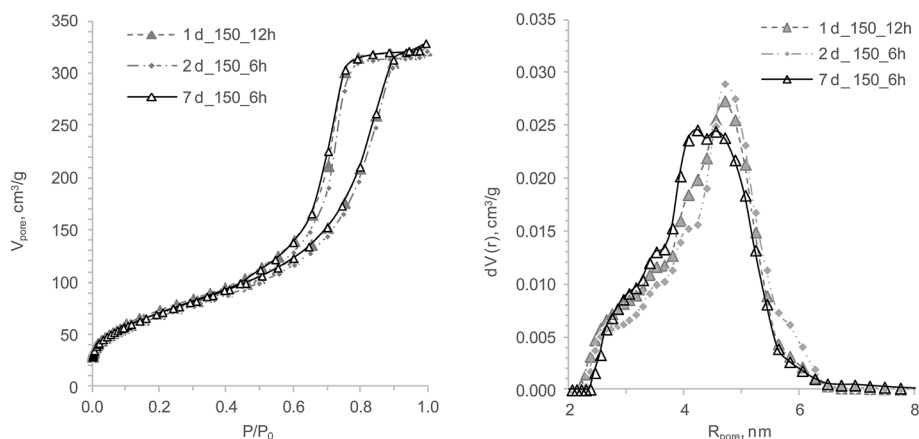 1 d_150_12h
2 d_150_6h
7 d_150_6h
V_pore, cm³/g
350
300
250
200
150
100
50
0
0.0 0.2 0.4 0.6 0.8 1.0
P/P₀
1 d_150_12h
2 d_150_6h
7 d_150_6h
dV(r), cm³/g
0.035
0.030
0.025
0.020
0.015
0.010
0.005
0.000
2 4 6 8
R_pore, nm